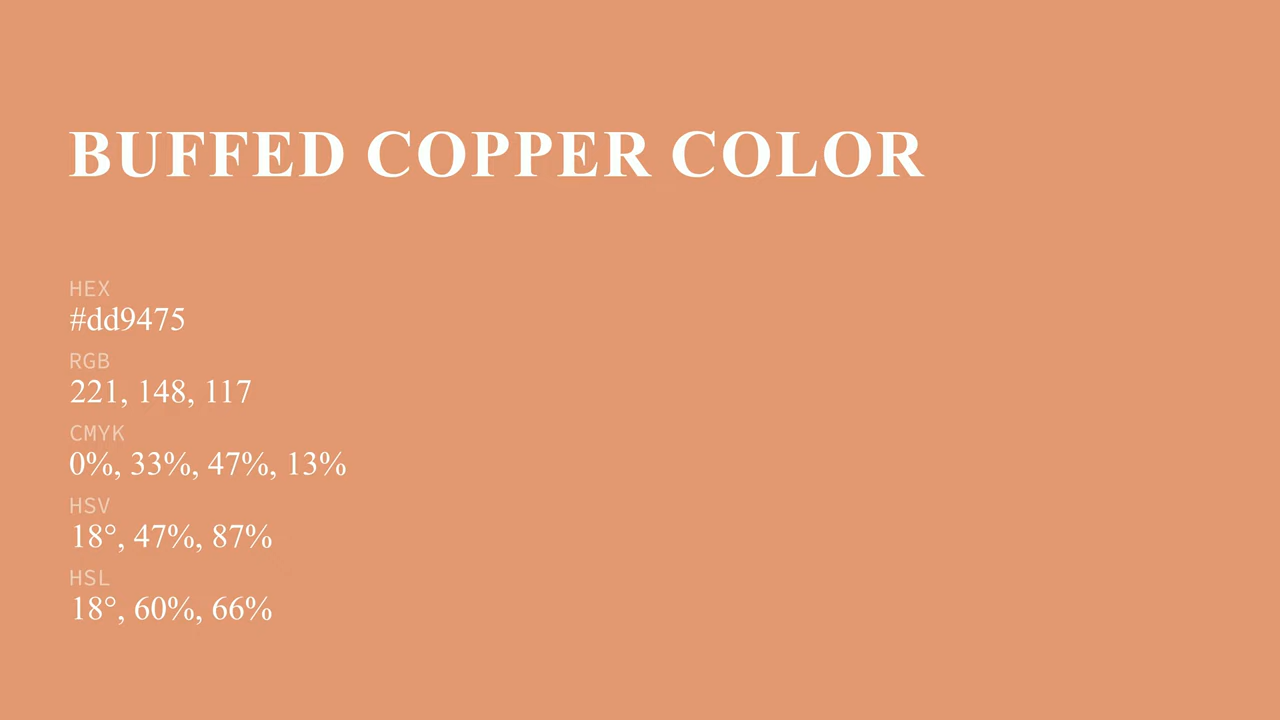 BUFFED COPPER COLOR
HEX
#dd9475
RGB
221, 148, 117
CMYK
0%, 33%, 47%, 13%
HSV
18°, 47%, 87%
HSL
18°, 60%, 66%